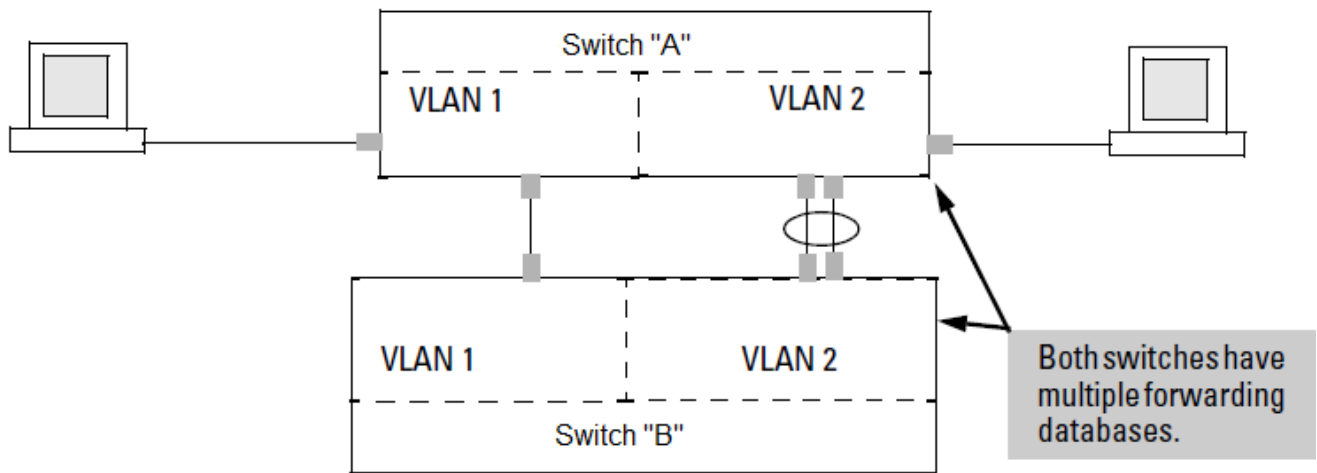 Switch "A"
VLAN 1
VLAN 2
VLAN 1
VLAN 2
Both switches have
multiple forwarding
databases.
Switch "B"